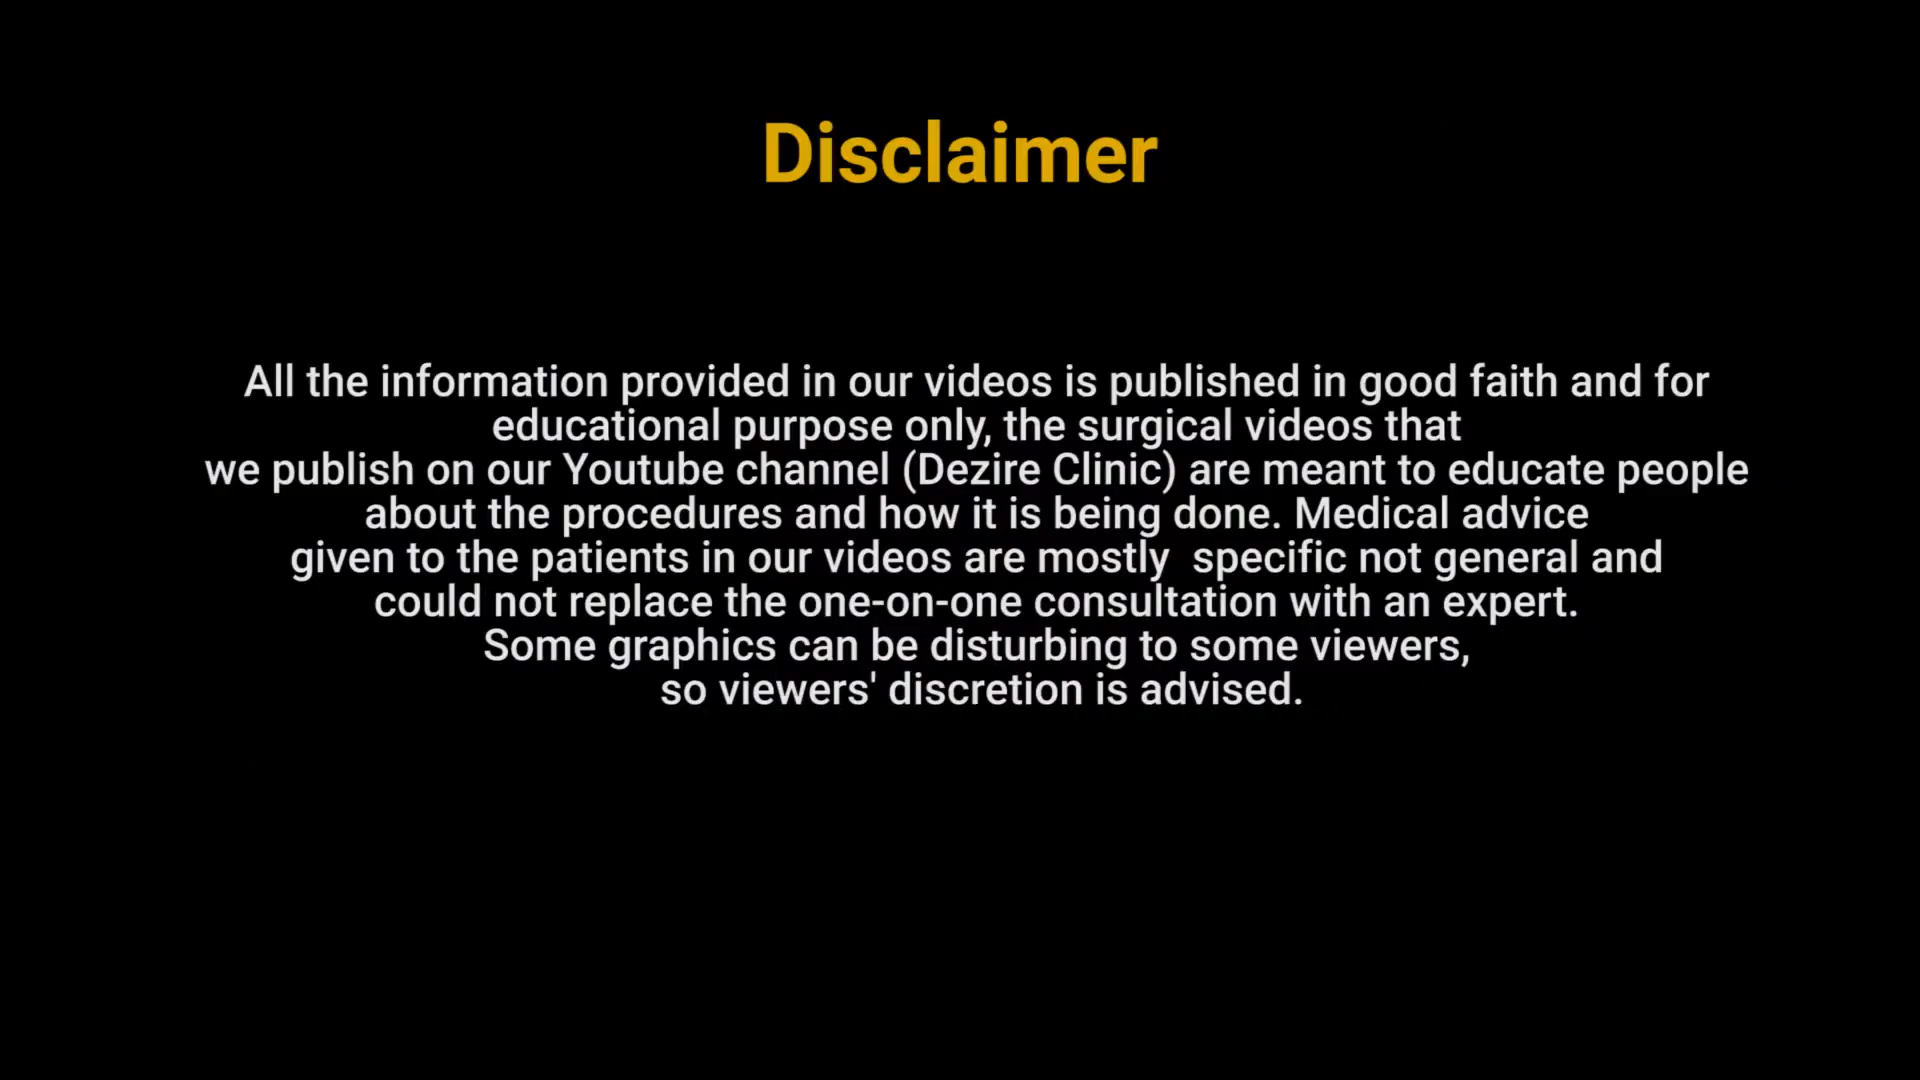 Disclaimer
All the information provided in our videos is published in good faith and for
educational purpose only, the surgical videos that
we publish on our Youtube channel (Dezire Clinic) are meant to educate people
about the procedures and how it is being done. Medical advice
given to the patients in our videos are mostly  specific not general and
could not replace the one-on-one consultation with an expert.
Some graphics can be disturbing to some viewers,
so viewers' discretion is advised.